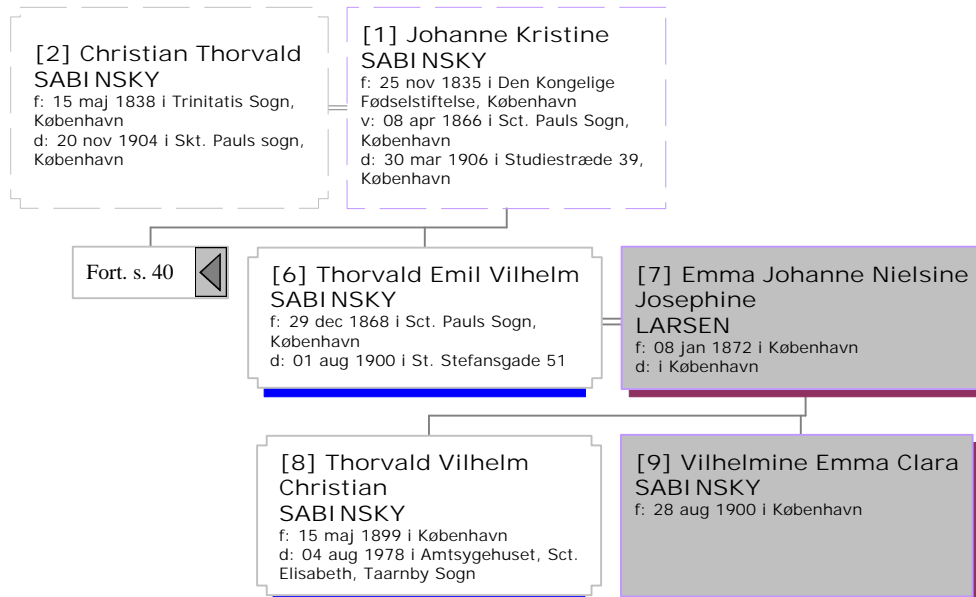 [2] Christian Thorvald
SABINSKY
f: 15 maj 1838 i Trinitatis Sogn,
København
d: 20 nov 1904 i Skt. Pauls sogn,
København
[1] Johanne Kristine
SABINSKY
f: 25 nov 1835 i Den Kongelige
Fødselstiftelse, København
v: 08 apr 1866 i Sct. Pauls Sogn,
København
d: 30 mar 1906 i Studiestræde 39,
København
Fort. s. 40
[6] Thorvald Emil Vilhelm
SABINSKY
f: 29 dec 1868 i Sct. Pauls Sogn,
København
d: 01 aug 1900 i St. Stefansgade 51
[7] Emma Johanne Nielsine
Josephine
LARSEN
f: 08 jan 1872 i København
d: i København
[8] Thorvald Vilhelm
Christian
SABINSKY
f: 15 maj 1899 i København
d: 04 aug 1978 i Amtsygehuset, Sct.
Elisabeth, Taarnby Sogn
[9] Vilhelmine Emma Clara
SABINSKY
f: 28 aug 1900 i København